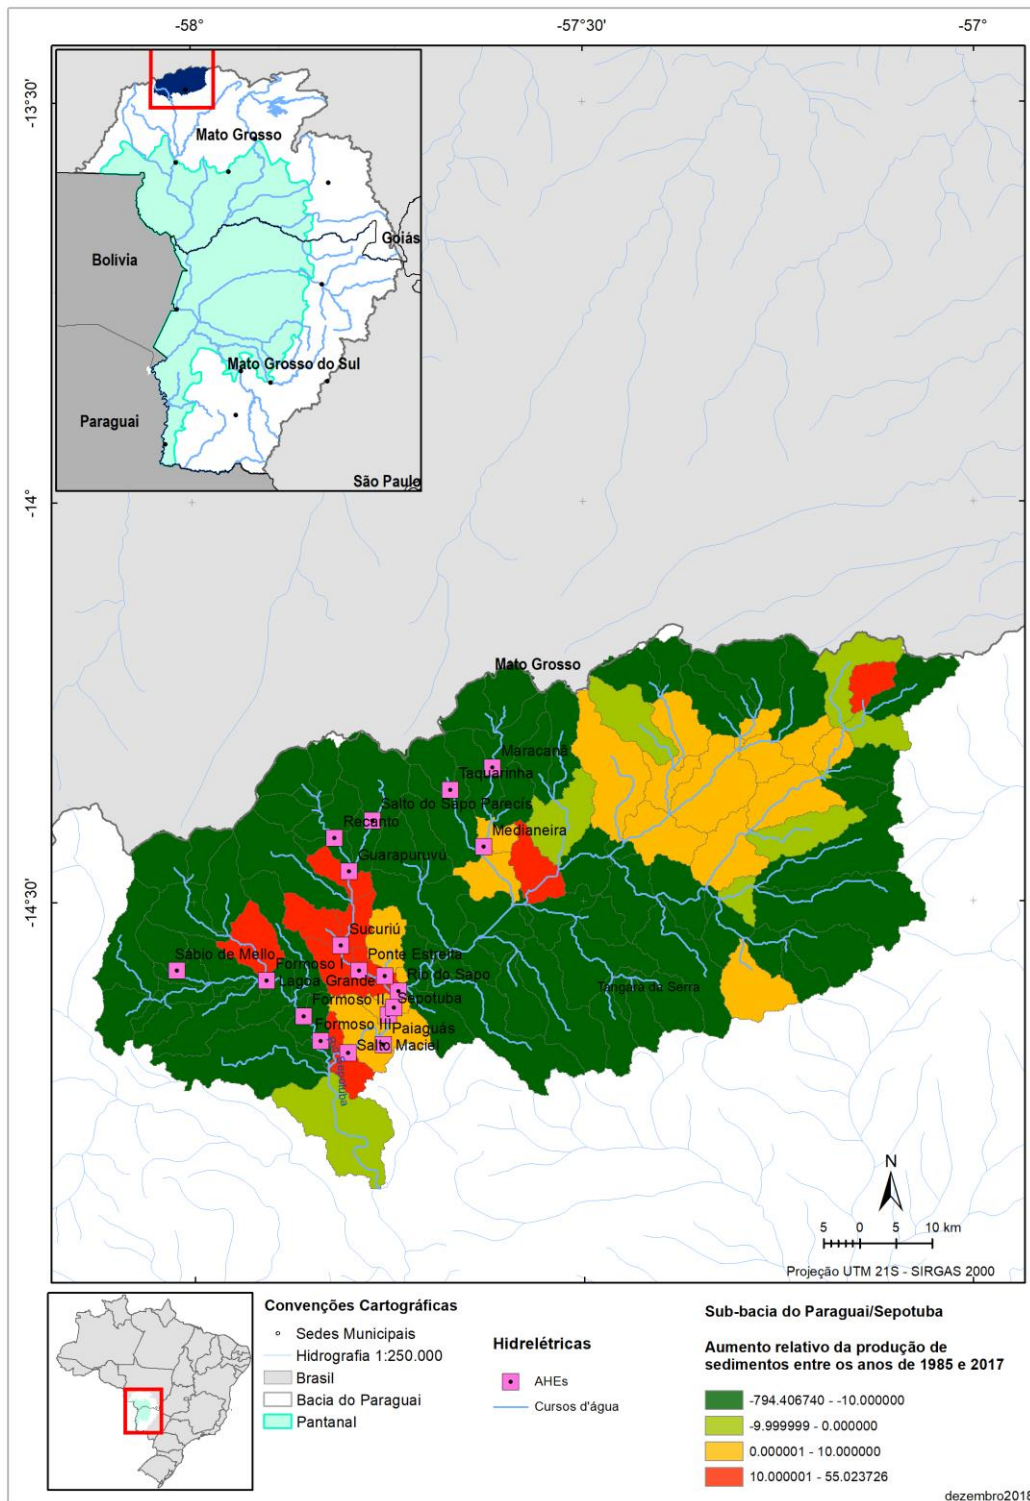 -58°
-57°30'
-57°
-13°30'
Mato Grosso
Goiás
Bolivia
Mato Grosso do Sul
Paraguai
São Paulo
-14°
Mato Grosso
Maracanã
Taquarinha
Salto do Sapo Parecis
Recanto
Medianeira
Guarapuruvú
-14°30'
Sucuriú
Sábio de Mello
Ponte Estrella
Formoso I
Rio do Sapo
Lagoa Grande
Tangará da Serra
Formoso II
Sepotuba
Formoso III
Paiaguás
Salto Maciel
Sepotuba
N
5 0 5 10 km
Projeção UTM 21S - SIRGAS 2000
Convenções Cartográficas
Sedes Municipais
Hidrografia 1:250.000
Brasil
Bacia do Paraguai
Pantanal
Hidrelétricas
AHEs
Cursos d'água
Sub-bacia do Paraguai/Sepotuba
Aumento relativo da produção de
sedimentos entre os anos de 1985 e 2017
-794.406740 - -10.000000
-9.999999 - 0.000000
0.000001 - 10.000000
10.000001 - 55.023726
dezembro2018